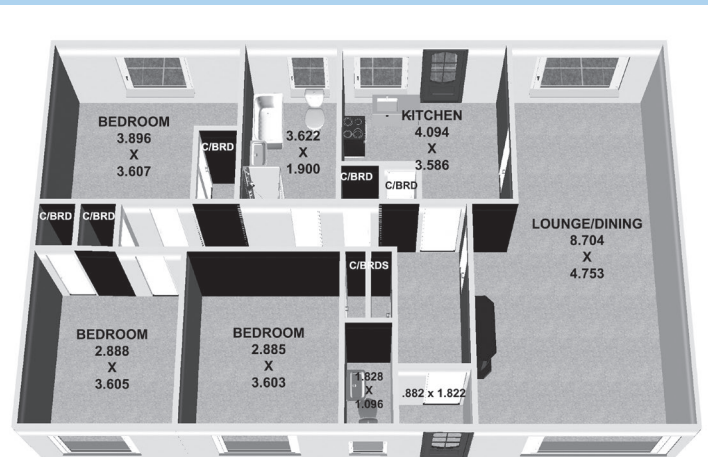 BEDROOM
3.896
X
3.607
C/BRD
3.622
X
1.900
KITCHEN
4.094
X
3.586
C/BRD
C/BRD
C/BRD
C/BRD
LOUNGE/DINING
8.704
X
4.753
C/BRDS
BEDROOM
2.888
X
3.605
BEDROOM
2.885
X
3.603
1.828
X
1.096
.882 x 1.822